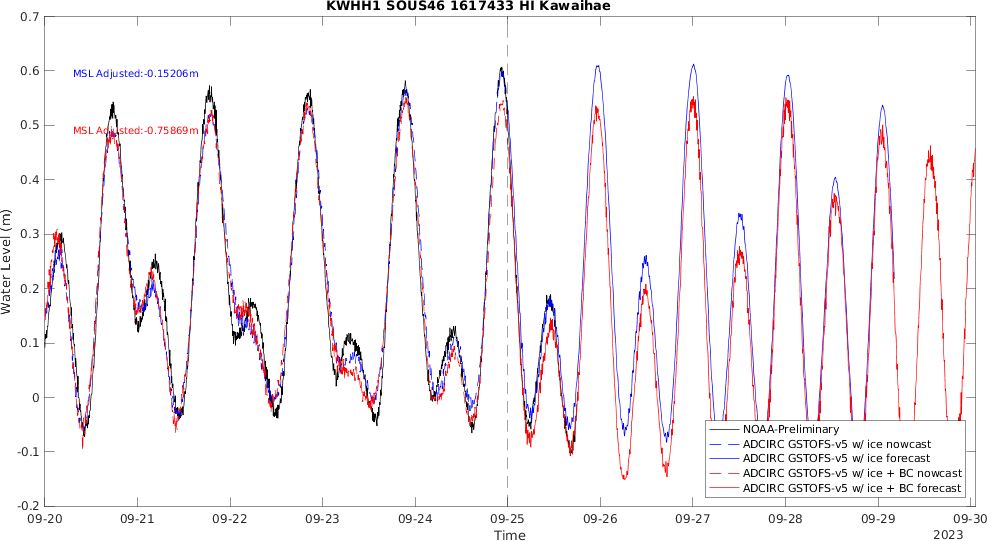 KWHH1 SOUS46 1617433 HI Kawaihae
0.7
0.6
0.5
0.4
0.3
0.2
0.1
0
-0.1
-0.2
Water Level (m)
MSL Adjusted:-0.15206m
MSL Adjusted:-0.75869m
NOAA-Preliminary
ADCIRC GSTOFS-v5 w/ ice nowcast
ADCIRC GSTOFS-v5 w/ ice forecast
ADCIRC GSTOFS-v5 w/ ice + BC nowcast
ADCIRC GSTOFS-v5 w/ ice + BC forecast
09-20 09-21 09-22 09-23 09-24 09-25 09-26 09-27 09-28 09-29 09-30
Time
2023